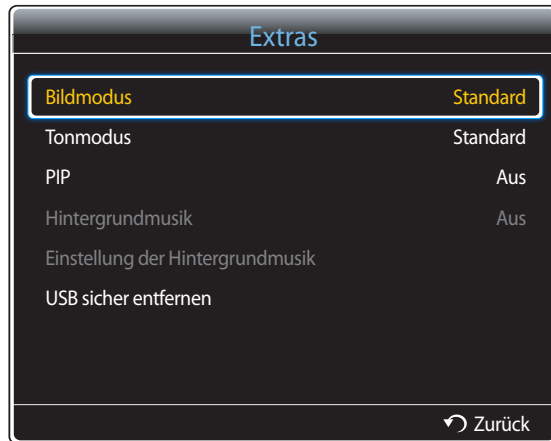 Extras
Bildmodus Standard
Tonmodus Standard
PIP Aus
Hintergrundmusik Aus
Einstellung der Hintergrundmusik
USB sicher entfernen
Zurück